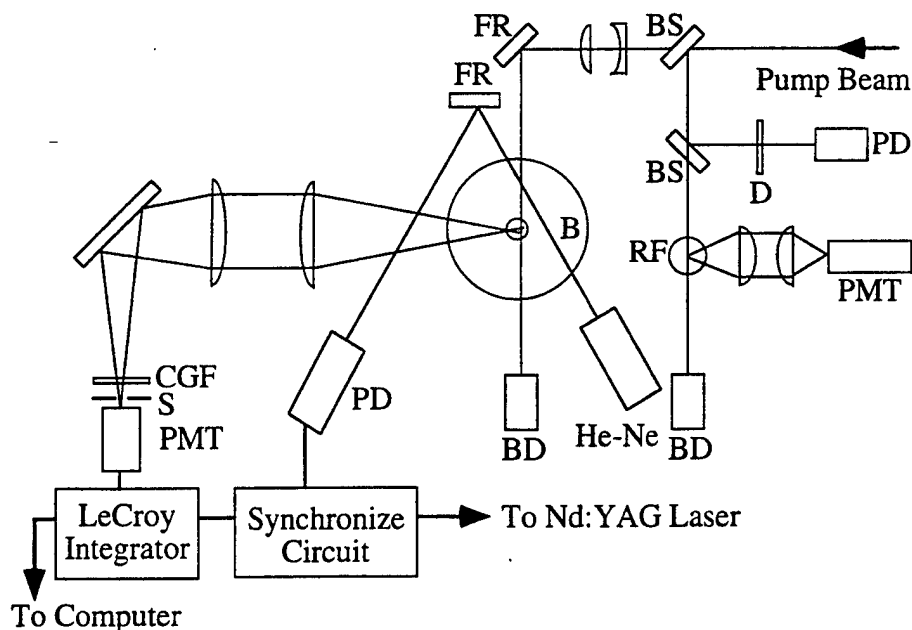 FR
BS
FR
Pump Beam
PD
BS
D
B
RF
PMT
CGF
S
PMT
PD
BD
He-Ne
BD
LeCroy
Integrator
Synchronize
Circuit
To Nd:YAG Laser
To Computer